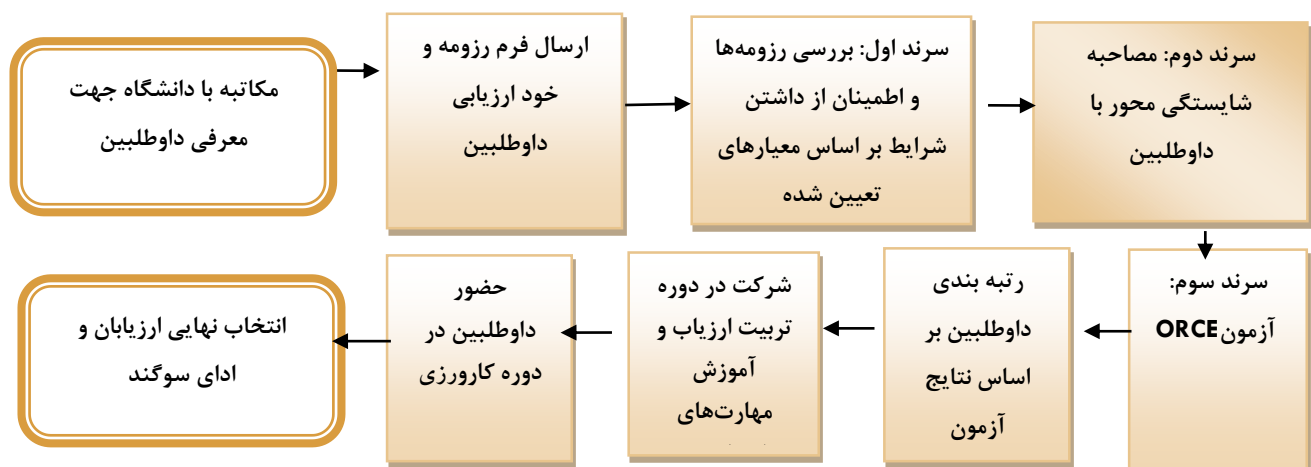 مکاتبه با دانشگاه جهت
معرفی داوطلبین
ارسال فرم رزومه و
خود ارزیابی
داوطلبین
سرند اول: بررسی رزومه‌ها
و اطمینان از داشتن
شرایط بر اساس معیارهای
تعیین شده
سرند دوم: مصاحبه
شایستگی محور با
داوطلبین
سرند سوم:
آزمون ORCE
رتبه بندی
داوطلبین بر
اساس نتایج
آزمون
شرکت در دوره
تربیت ارزیاب و
آموزش
مهارت‌های
حضور
داوطلبین در
دوره کارورزی
انتخاب نهایی ارزیابان و
ادای سوگند